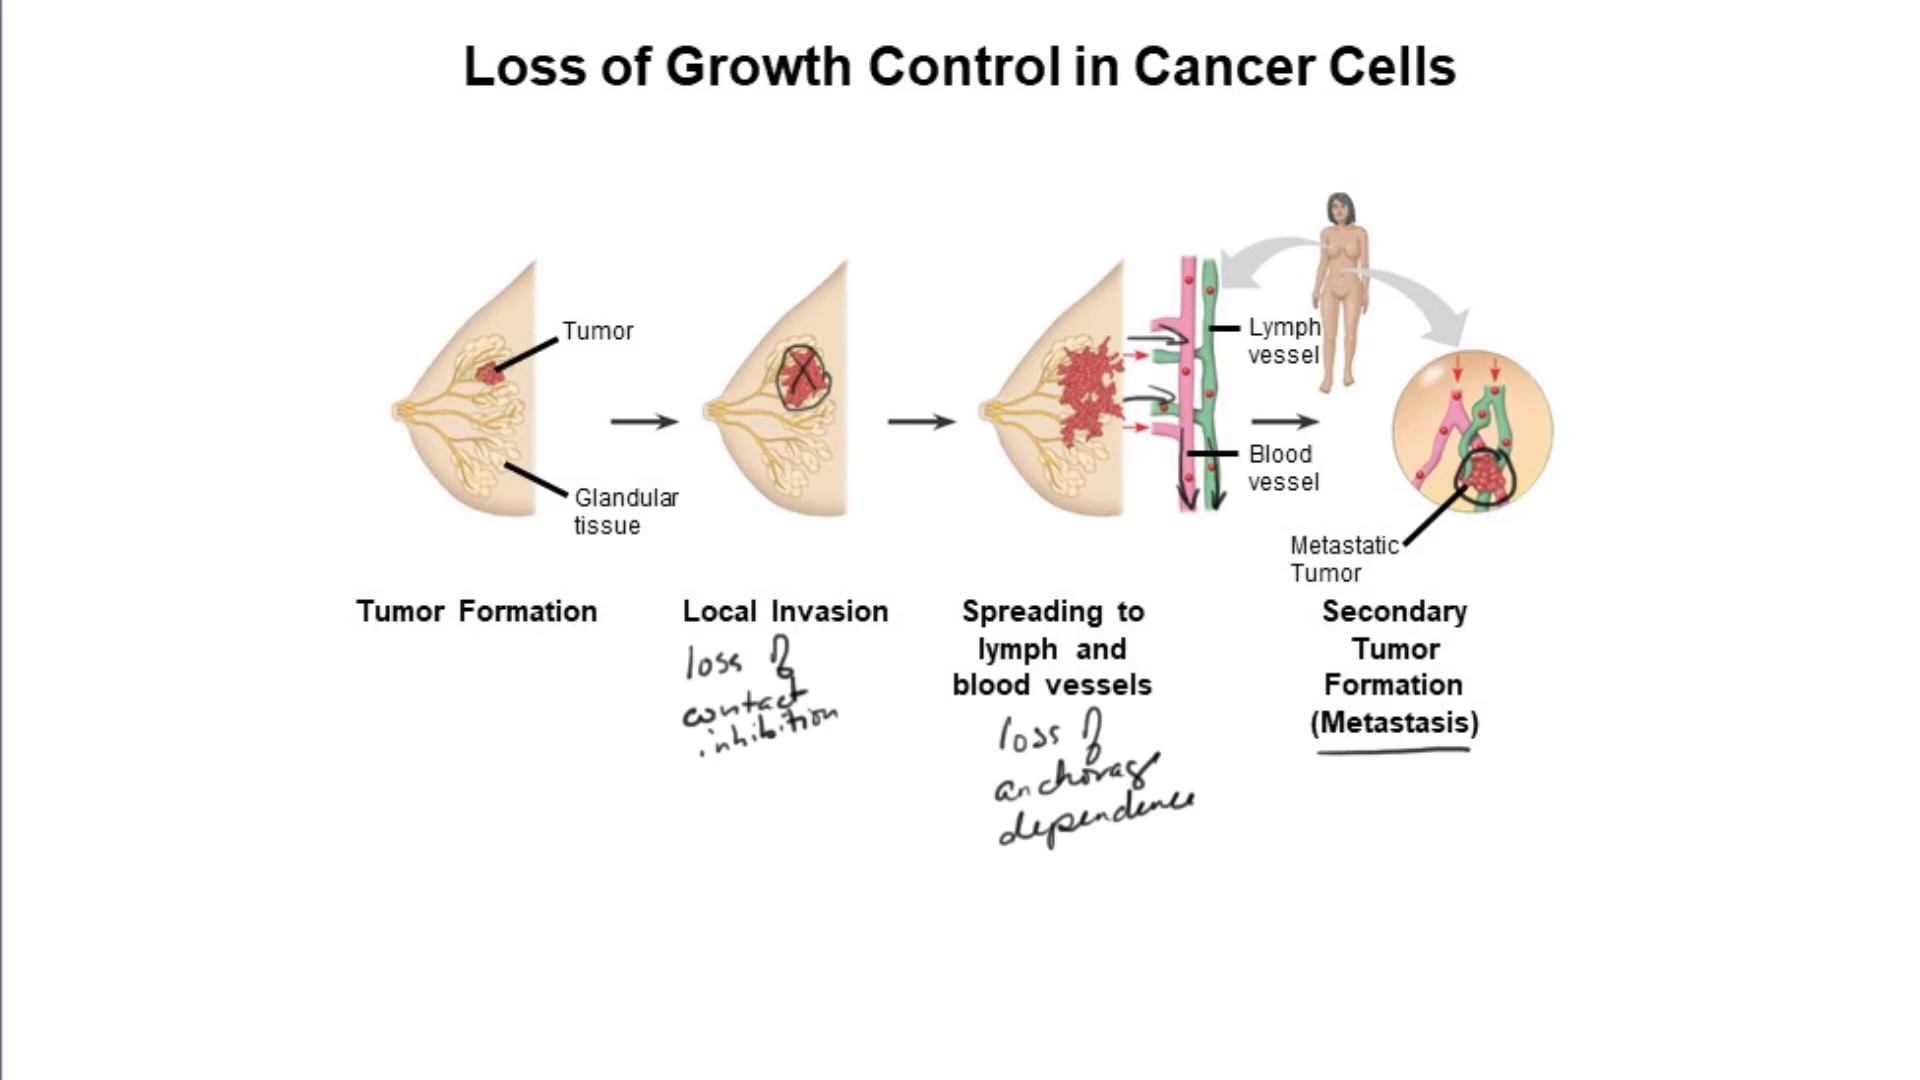 Loss of Growth Control in Cancer Cells
Tumor
Glandular
tissue
Lymph
vessel
Blood
vessel
Metastatic
Tumor
Tumor Formation
Local Invasion
loss of
contact
inhibition
Spreading to
lymph and
blood vessels
loss of
anchorage
dependence
Secondary
Tumor
Formation
(Metastasis)